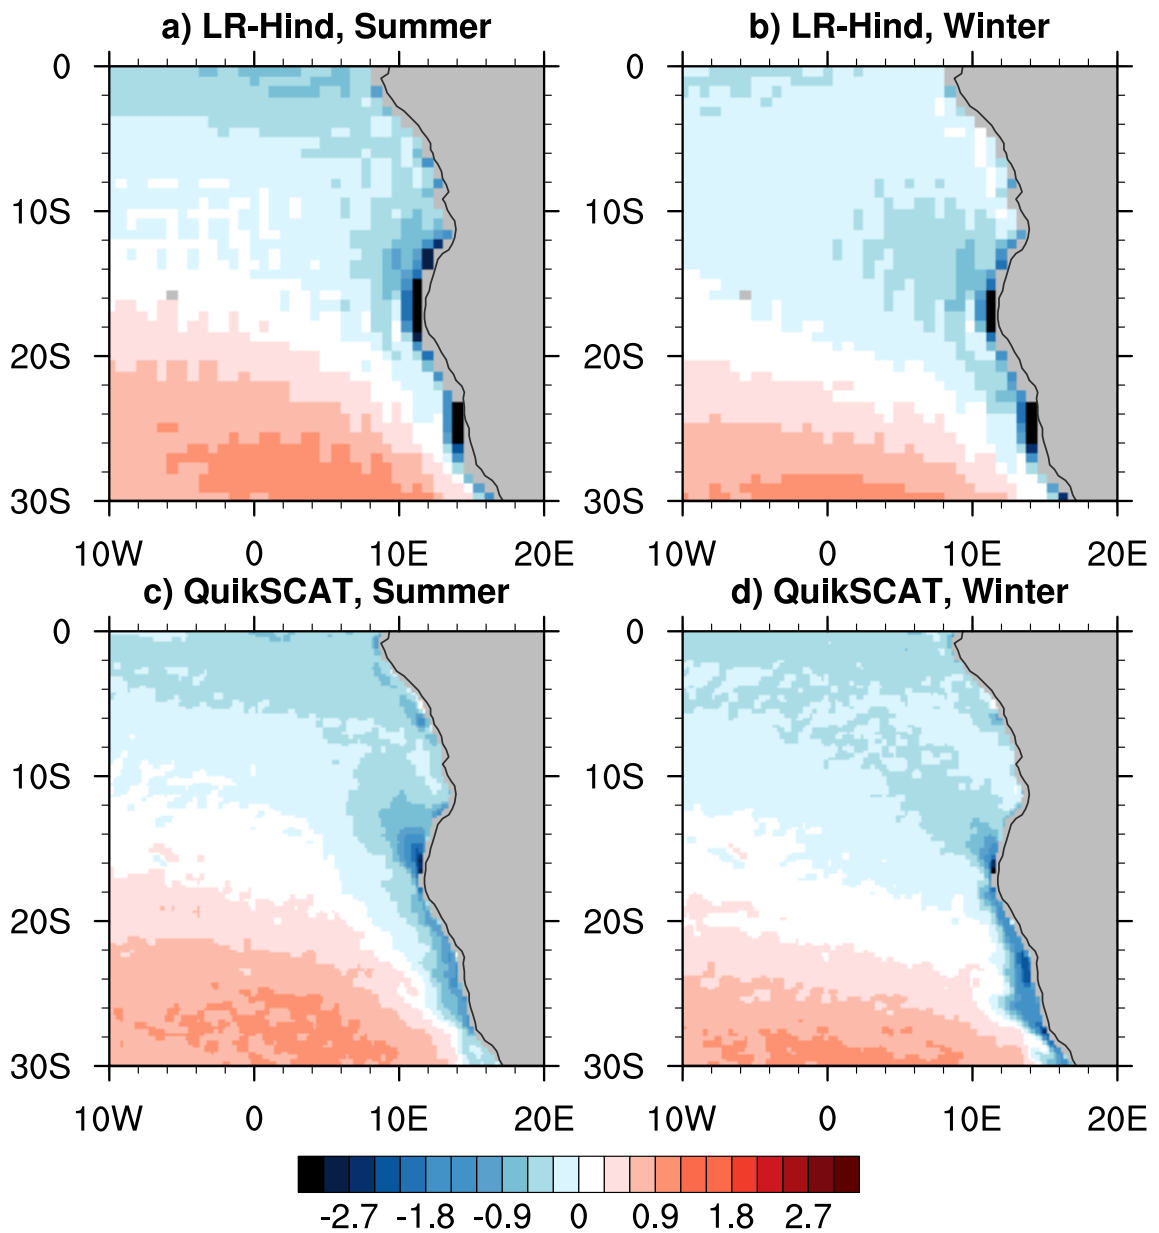 a) LR-Hind, Summer
b) LR-Hind, Winter
0
10S
20S
30S
10W 0 10E 20E
0
10S
20S
30S
10W 0 10E 20E
c) QuikSCAT, Summer
d) QuikSCAT, Winter
0
10S
20S
30S
10W 0 10E 20E
0
10S
20S
30S
10W 0 10E 20E
-2.7 -1.8 -0.9 0 0.9 1.8 2.7